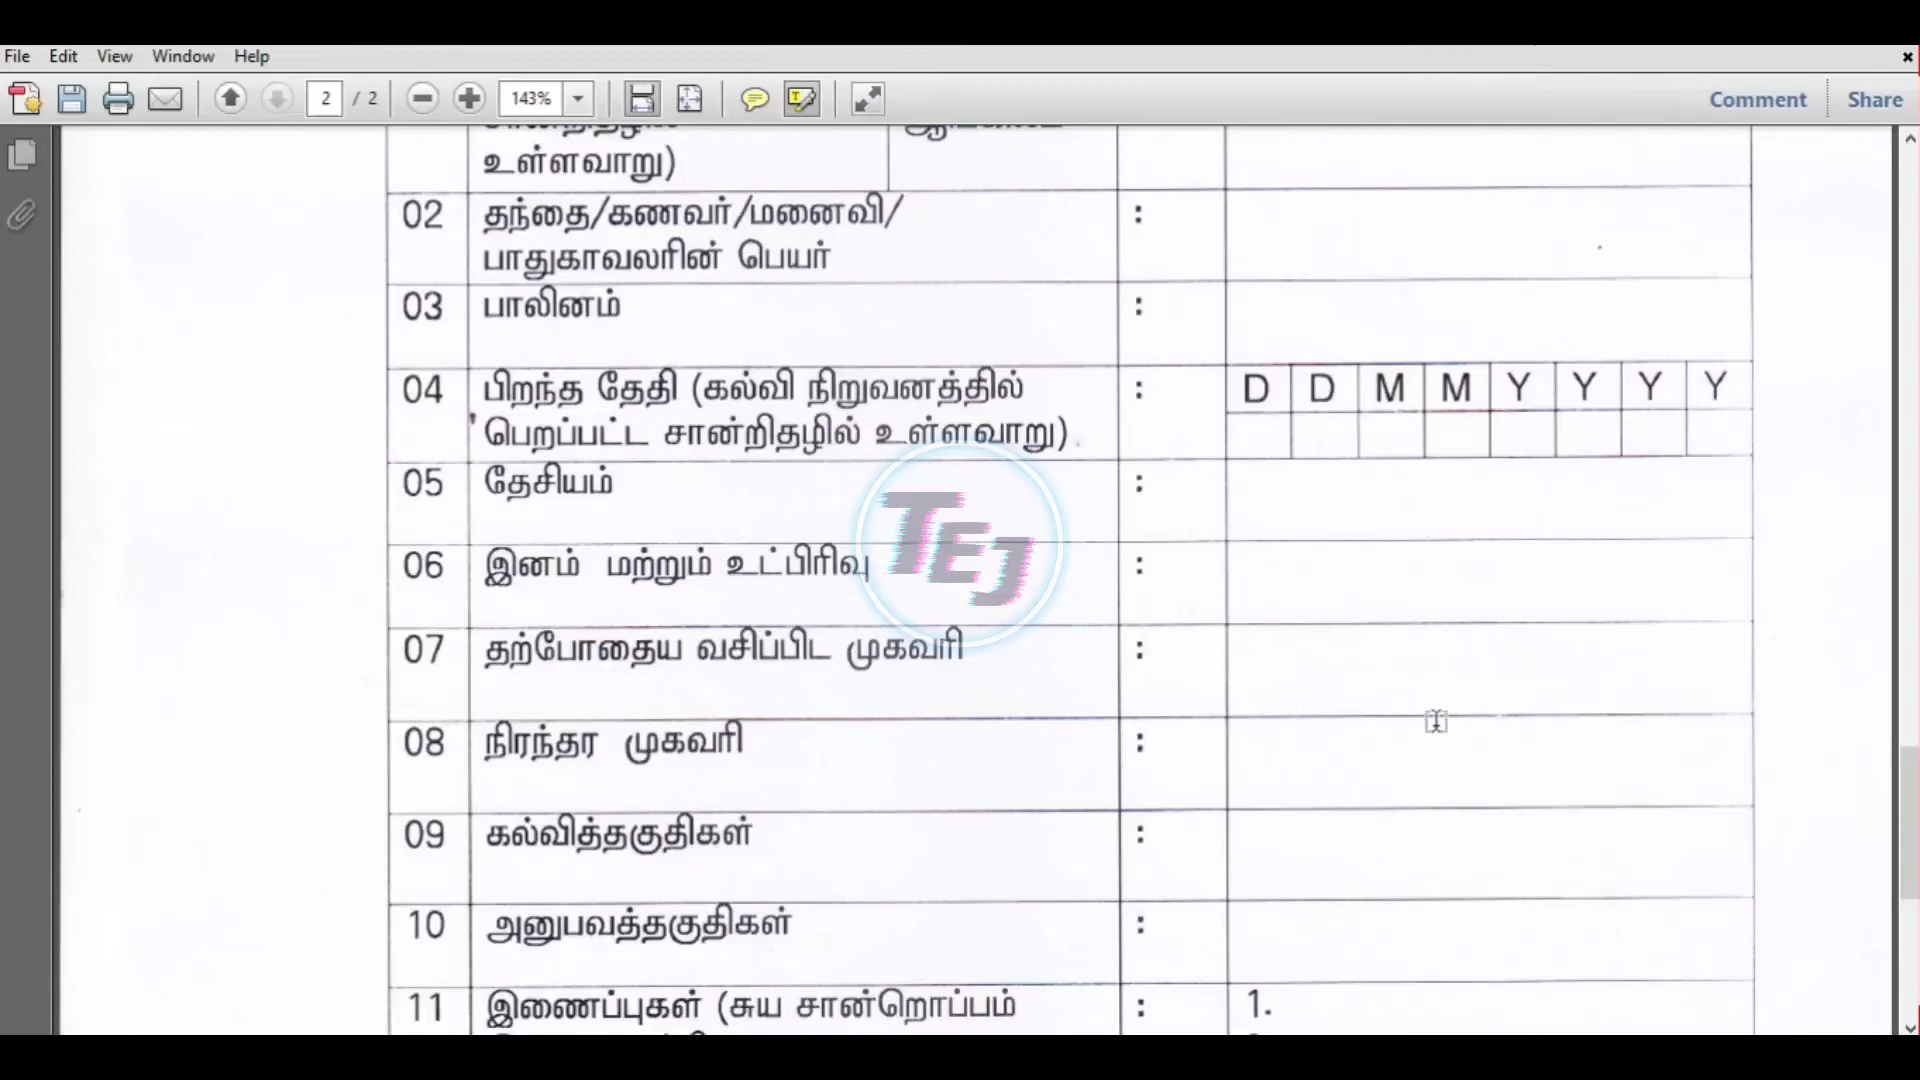 File Edit View Window Help
2 / 2 143% Comment Share
உள்ளவாறு)
02 தந்தை/கணவர்/மனைவி/ :
பாதுகாவலரின் பெயர்
03 பாலினம் :
04 பிறந்த தேதி (கல்வி நிறுவனத்தில் : D D M M Y Y Y Y
பெறப்பட்ட சான்றிதழில் உள்ளவாறு)
05 தேசியம் :
06 இனம் மற்றும் உட்பிரிவு :
TEJ
07 தற்போதைய வசிப்பிட முகவரி :
08 நிரந்தர முகவரி :
09 கல்வித்தகுதிகள் :
10 அனுபவத்தகுதிகள் :
11 இணைப்புகள் (சுய சான்றொப்பம் : 1.